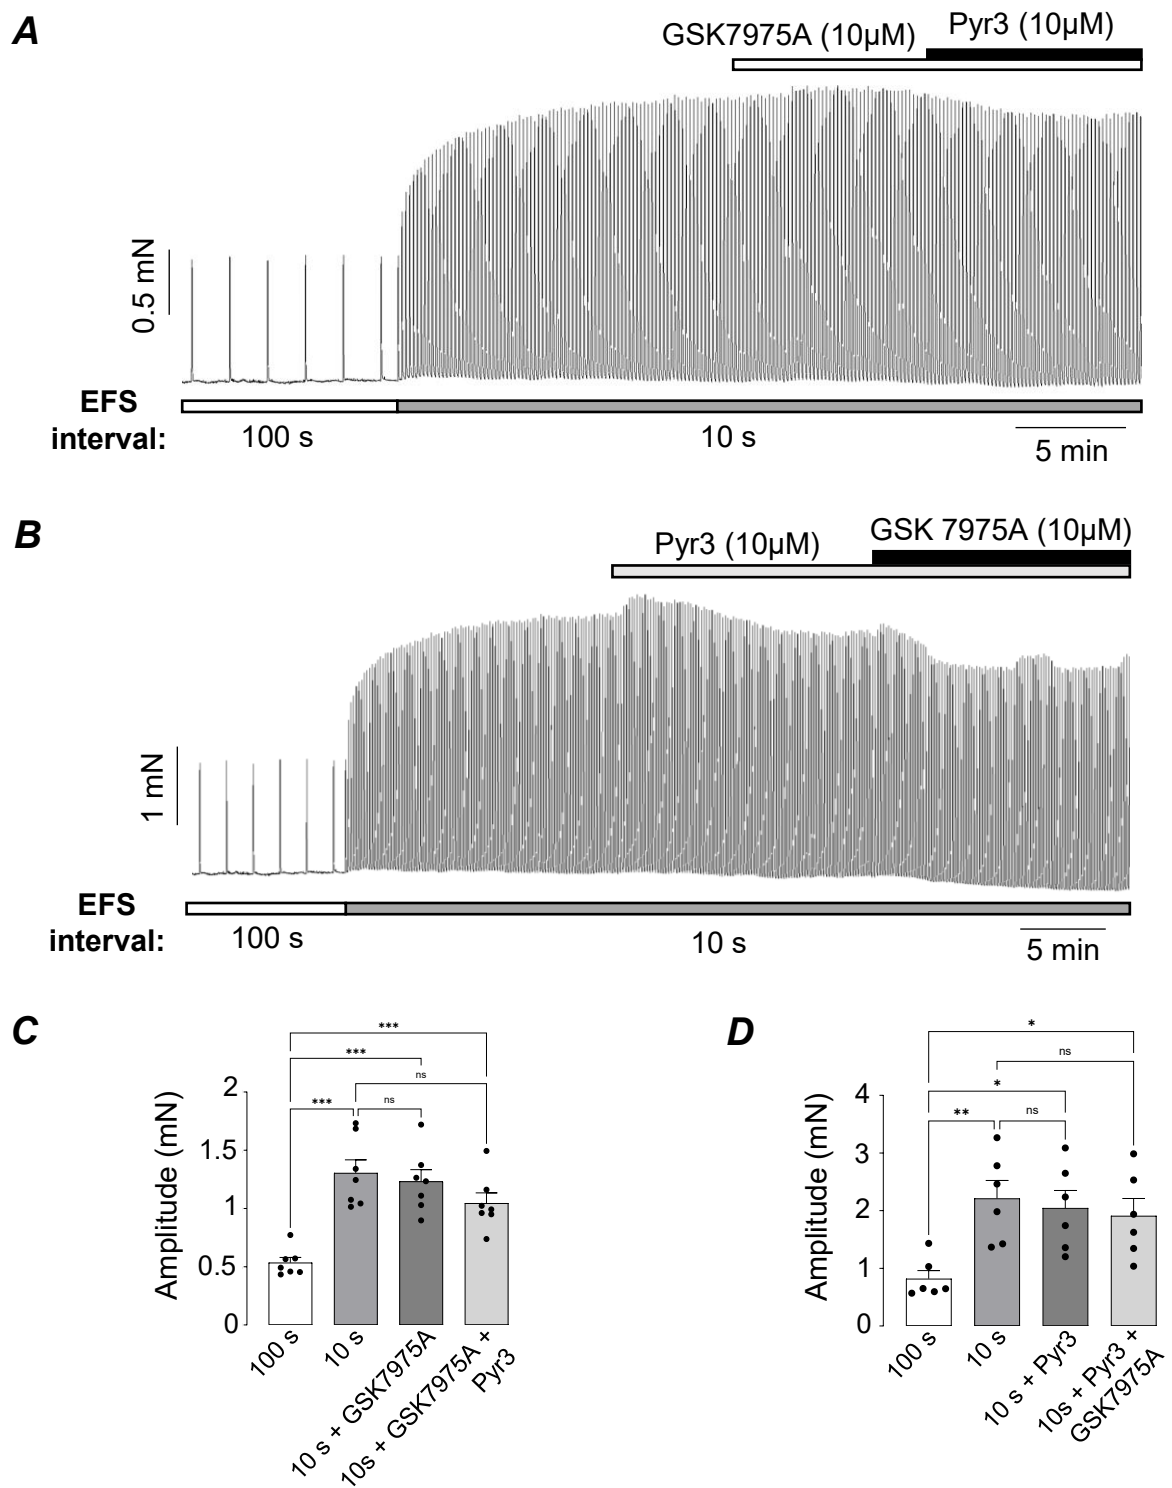 A
GSK7975A (10µM)
Pyr3 (10µM)
0.5 mN
EFS
interval:
100 s
10 s
5 min
B
Pyr3 (10µM)
GSK 7975A (10µM)
1 mN
EFS
interval:
100 s
10 s
5 min
C
***
***
ns
***
ns
Amplitude (mN)
2
1.5
1
0.5
0
100 s
10 s
10 s + GSK7975A
10s + GSK7975A +
Pyr3
D
*
ns
*
**
ns
Amplitude (mN)
4
3
2
1
0
100 s
10 s
10 s + Pyr3
10s + Pyr3 +
GSK7975A